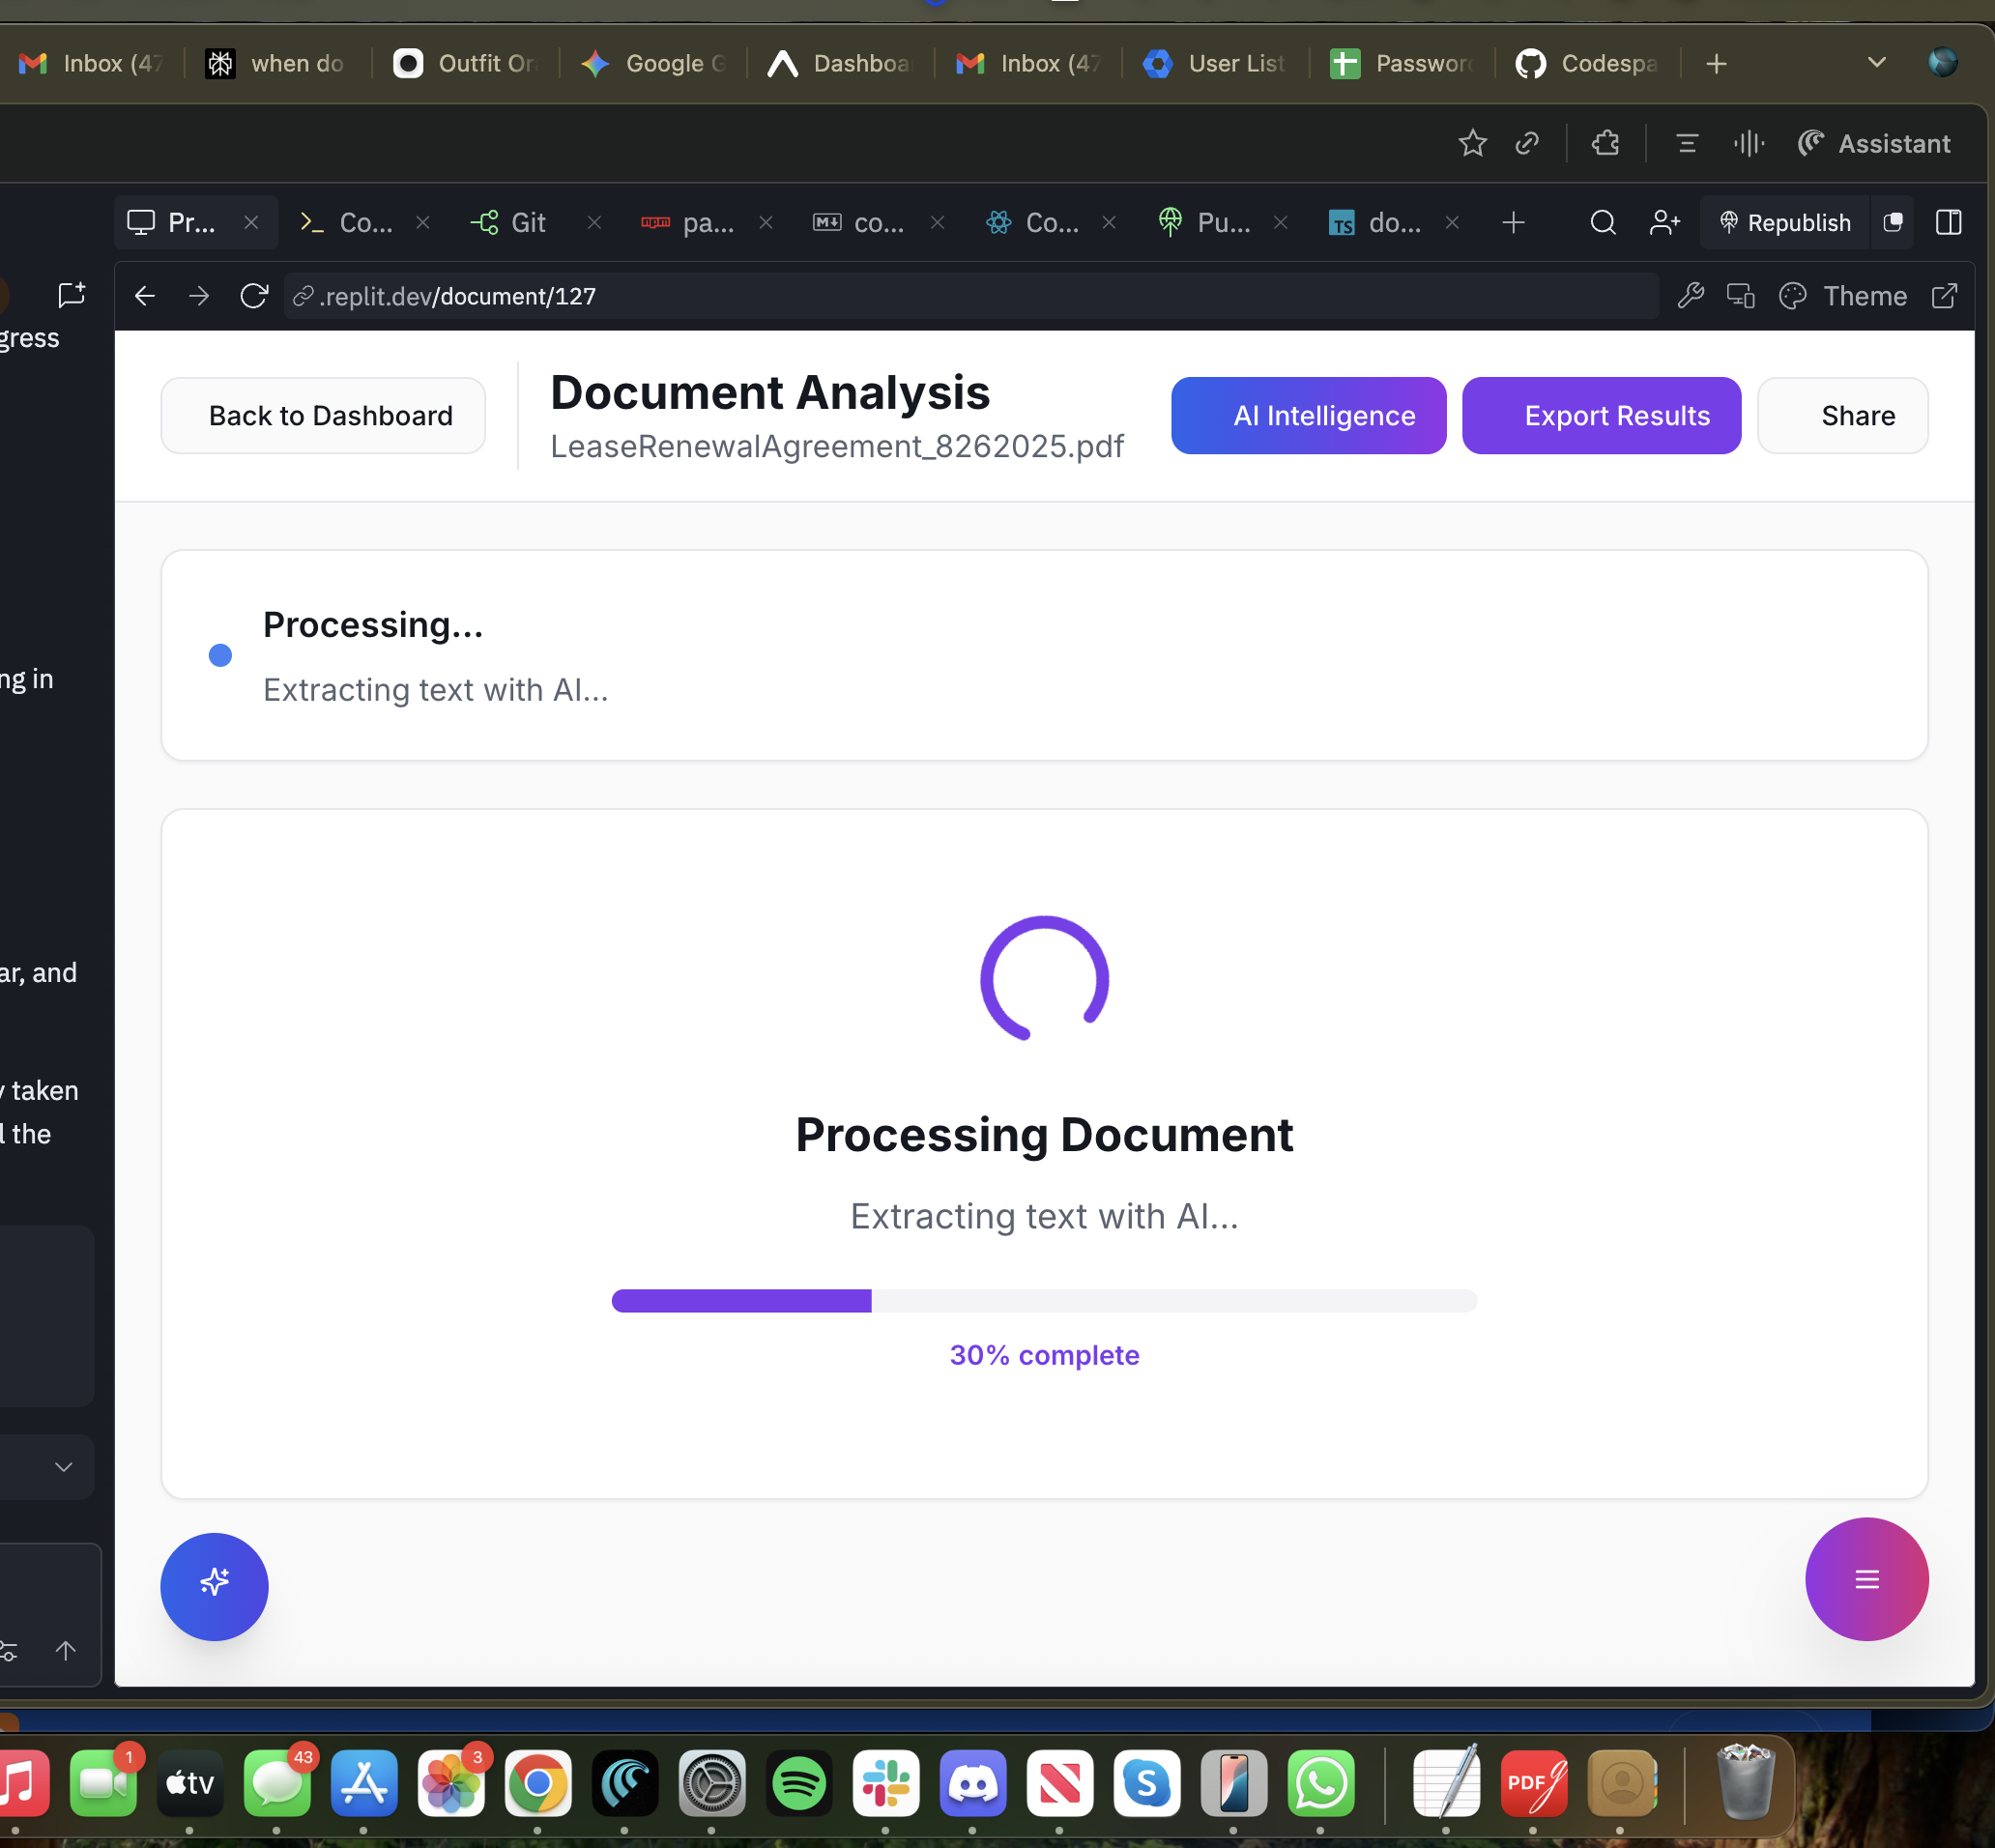 Inbox (47
when do
Outfit Or
Google G
Dashboa
Inbox (47
User List
Password
Codespa
Assistant
Pr...
Co...
Git
npm
pa...
M
co...
Co...
Pu...
TS
do...
Republish
.replit.dev/document/127
Theme
gress
ng in
ar, and
taken
l the
Back to Dashboard
Document Analysis
LeaseRenewalAgreement_8262025.pdf
AI Intelligence
Export Results
Share
Processing...
Extracting text with AI...
Processing Document
Extracting text with AI...
30% complete
1
tv
43
3
S
PDF